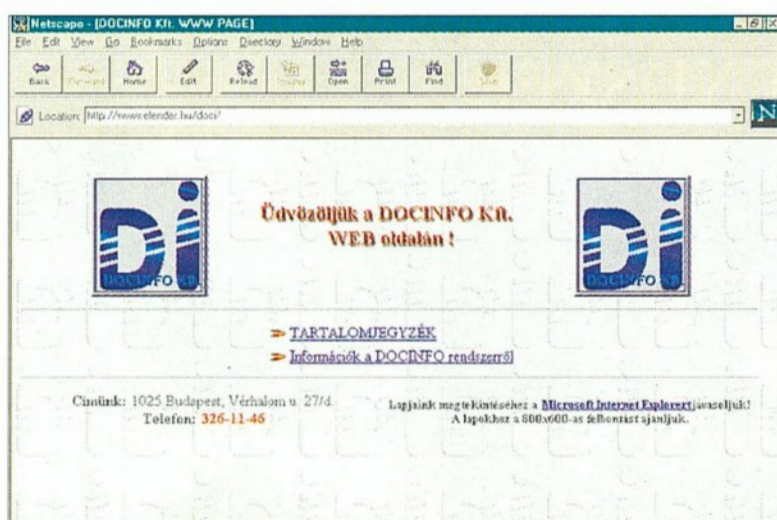 Netscape - [DOCINFO Kft. WWW PAGE]
File Edit View Go Bookmarks Options Directory Window Help
Back Forward Home Edit Reload Images Open Print Find Stop
Location: http://www.elender.hu/doci/
N
Di
DOCINFO Kft.
Üdvözöljük a DOCINFO Kft.
WEB oldalán !
Di
DOCINFO Kft.
TARTALOMJEGYZÉK
Információk a DOCINFO rendszerről
Címünk: 1025 Budapest, Vérhalom u. 27/d
Telefon: 326-11-46
Lapjaink megtekintéséhez a Microsoft Internet Explorert javasoljuk!
A lapokhoz a 800x600-as felbontást ajánljuk.